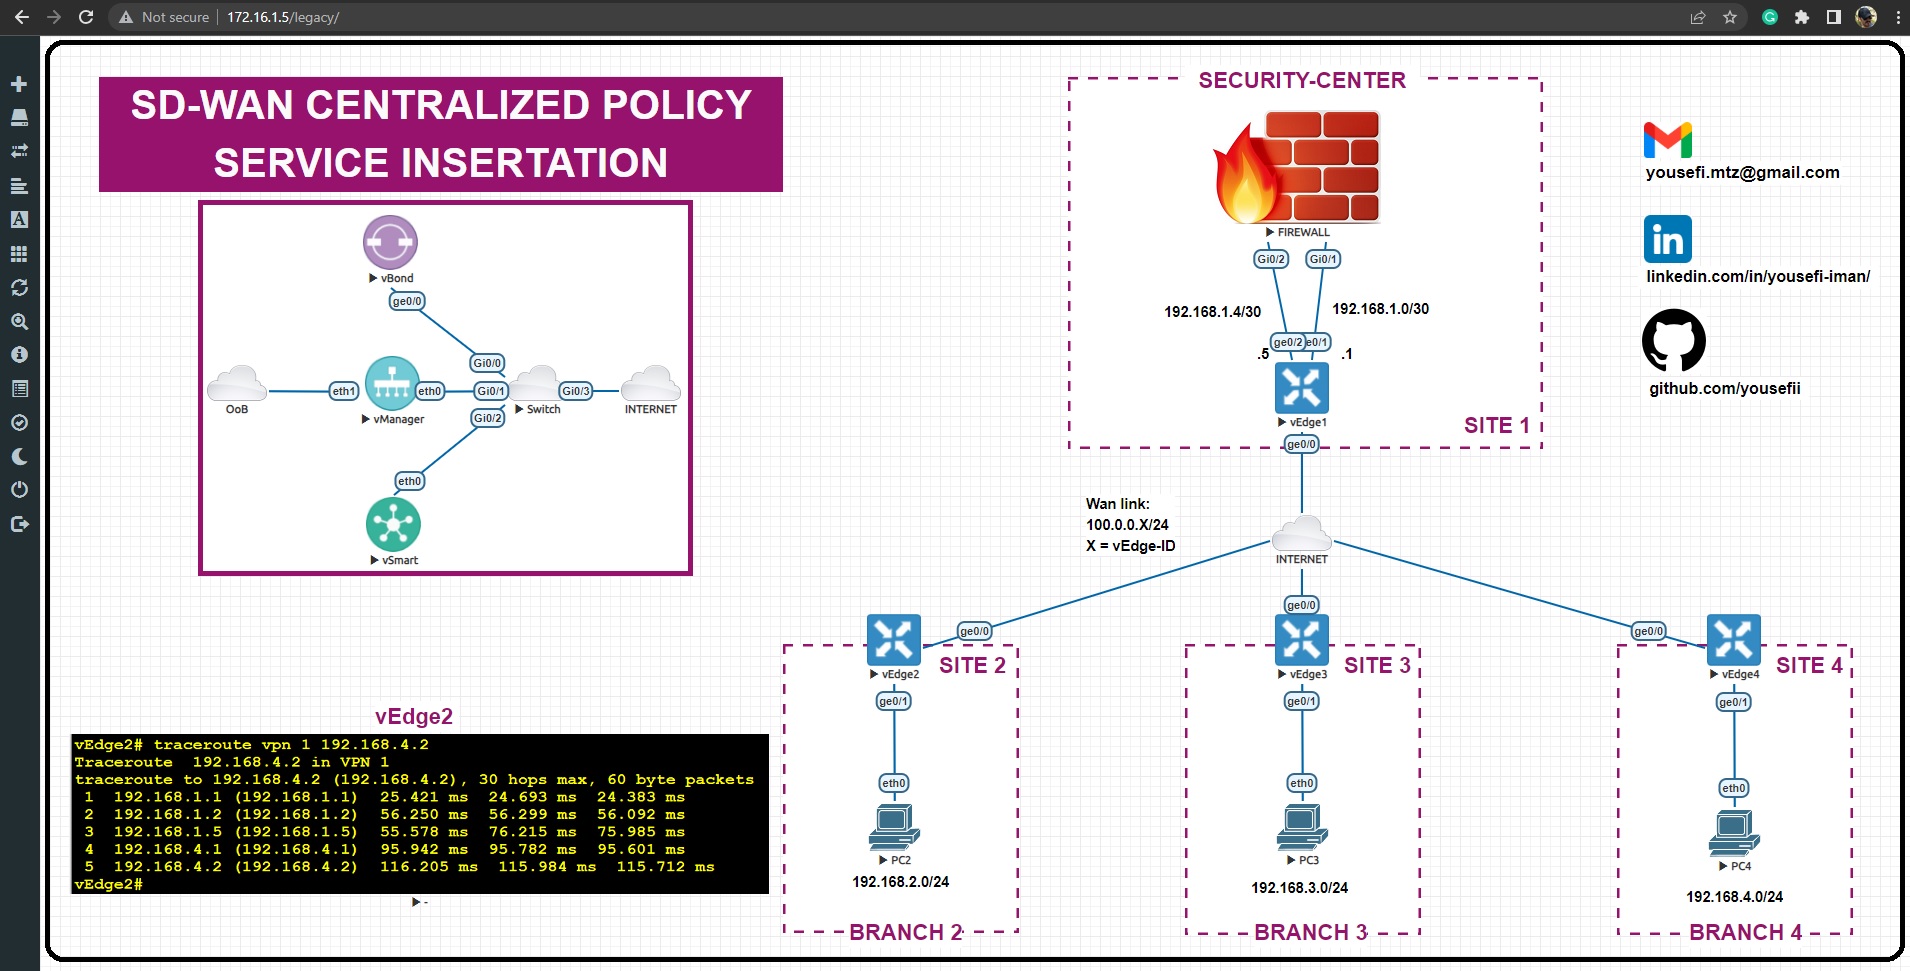 Not secure | 172.16.1.5/legacy/
SD-WAN CENTRALIZED POLICY
SERVICE INSERTATION
vBond
ge0/0
Gi0/0
OoB
eth1
vManager
eth0
Gi0/1
Switch
Gi0/3
INTERNET
Gi0/2
eth0
vSmart
SECURITY-CENTER
FIREWALL
Gi0/2
Gi0/1
192.168.1.4/30
192.168.1.0/30
ge0/2
e0/1
.5
.1
vEdge1
SITE 1
ge0/0
yousefi.mtz@gmail.com
in
linkedin.com/in/yousefi-iman/
github.com/yousefii
Wan link:
100.0.0.X/24
X = vEdge-ID
INTERNET
ge0/0
ge0/0
ge0/0
vEdge2
SITE 2
ge0/1
eth0
PC2
192.168.2.0/24
BRANCH 2
vEdge3
SITE 3
ge0/1
eth0
PC3
192.168.3.0/24
BRANCH 3
vEdge4
SITE 4
ge0/1
eth0
PC4
192.168.4.0/24
BRANCH 4
vEdge2
vEdge2# traceroute vpn 1 192.168.4.2
Traceroute  192.168.4.2 in VPN 1
traceroute to 192.168.4.2 (192.168.4.2), 30 hops max, 60 byte packets
1  192.168.1.1 (192.168.1.1)  25.421 ms  24.693 ms  24.383 ms
2  192.168.1.2 (192.168.1.2)  56.250 ms  56.299 ms  56.092 ms
3  192.168.1.5 (192.168.1.5)  55.578 ms  76.215 ms  75.985 ms
4  192.168.4.1 (192.168.4.1)  95.942 ms  95.782 ms  95.601 ms
5  192.168.4.2 (192.168.4.2)  116.205 ms  115.984 ms  115.712 ms
vEdge2#
-